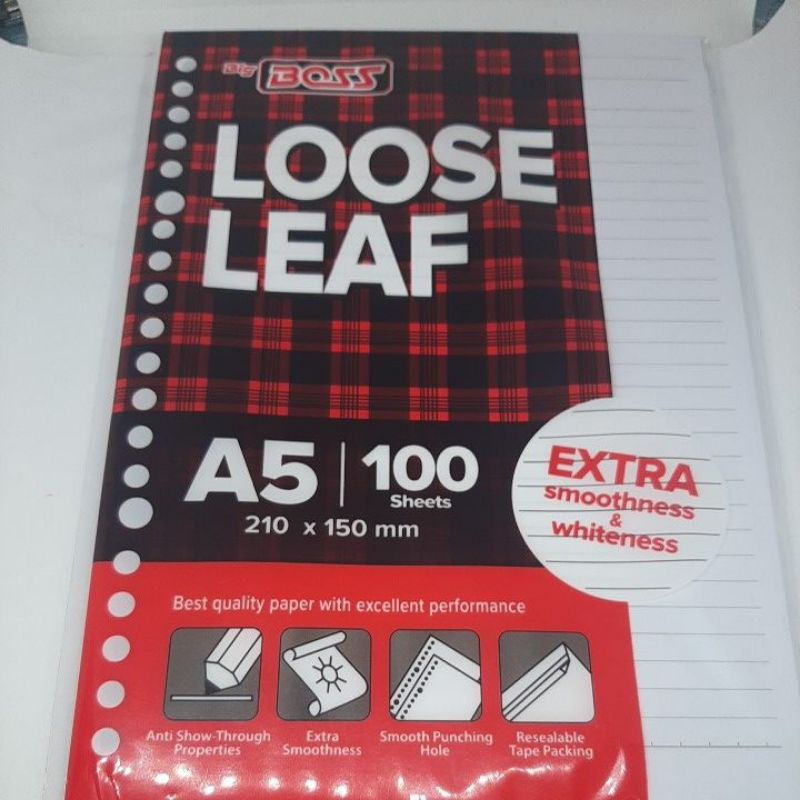 Big BOSS
LOOSE
LEAF
A5 | 100
Sheets
210 x 150 mm
EXTRA
smoothness
&
whiteness
Best quality paper with excellent performance
Anti Show-Through
Properties
Extra
Smoothness
Smooth Punching
Hole
Resealable
Tape Packing